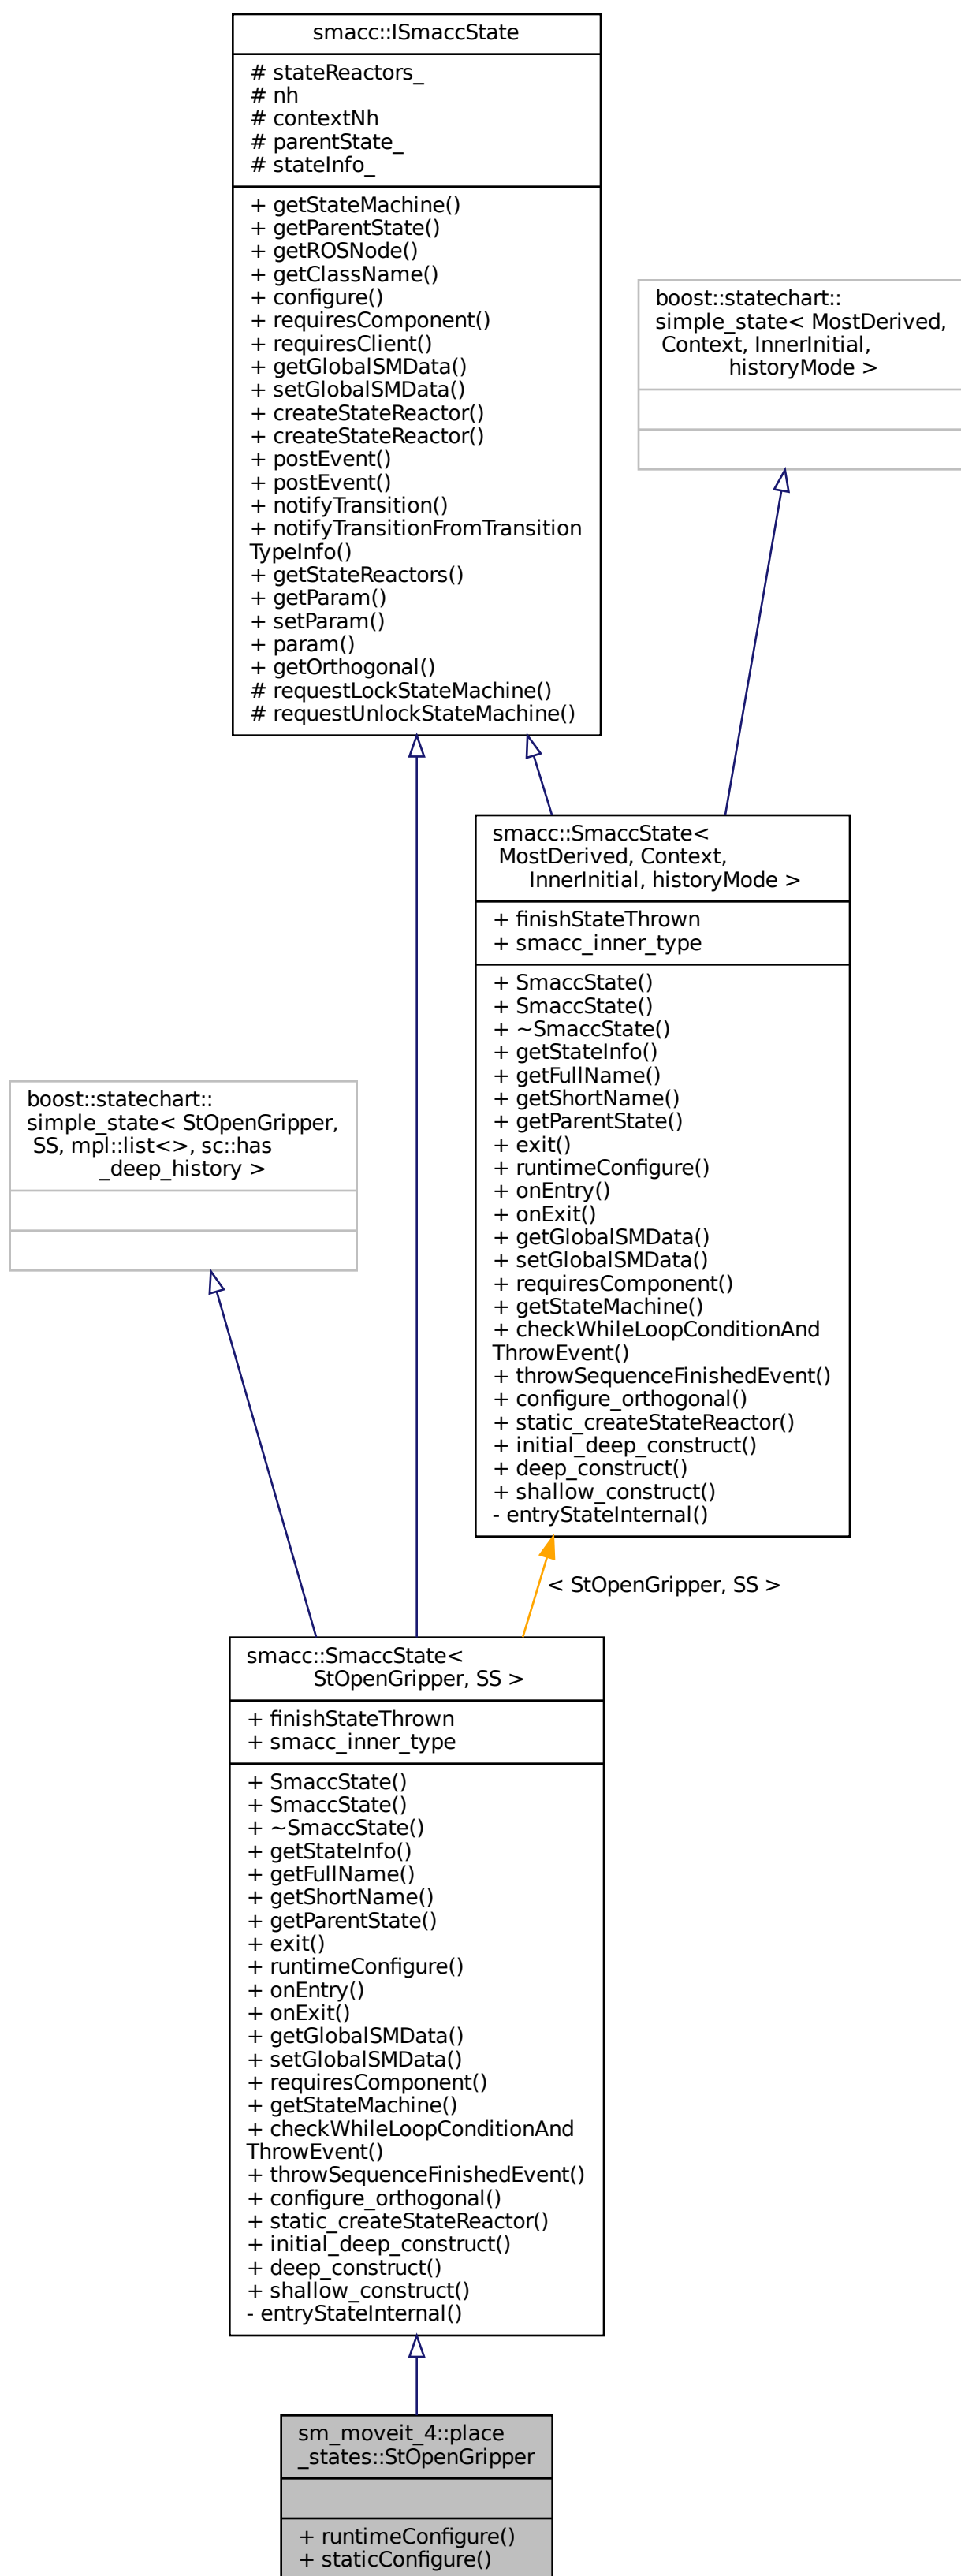 smacc::ISmaccState
# stateReactors_
# nh
# contextNh
# parentState_
# stateInfo_
+ getStateMachine()
+ getParentState()
+ getROSNode()
+ getClassName()
+ configure()
+ requiresComponent()
+ requiresClient()
+ getGlobalSMData()
+ setGlobalSMData()
+ createStateReactor()
+ createStateReactor()
+ postEvent()
+ postEvent()
+ notifyTransition()
+ notifyTransitionFromTransition
TypeInfo()
+ getStateReactors()
+ getParam()
+ setParam()
+ param()
+ getOrthogonal()
# requestLockStateMachine()
# requestUnlockStateMachine()
boost::statechart::
simple_state< MostDerived,
Context, InnerInitial,
historyMode >
smacc::SmaccState<
MostDerived, Context,
InnerInitial, historyMode >
+ finishStateThrown
+ smacc_inner_type
+ SmaccState()
+ SmaccState()
+ ~SmaccState()
+ getStateInfo()
+ getFullName()
+ getShortName()
+ getParentState()
+ exit()
+ runtimeConfigure()
+ onEntry()
+ onExit()
+ getGlobalSMData()
+ setGlobalSMData()
+ requiresComponent()
+ getStateMachine()
+ checkWhileLoopConditionAnd
ThrowEvent()
+ throwSequenceFinishedEvent()
+ configure_orthogonal()
+ static_createStateReactor()
+ initial_deep_construct()
+ deep_construct()
+ shallow_construct()
- entryStateInternal()
boost::statechart::
simple_state< StOpenGripper,
SS, mpl::list<>, sc::has
_deep_history >
< StOpenGripper, SS >
smacc::SmaccState<
StOpenGripper, SS >
+ finishStateThrown
+ smacc_inner_type
+ SmaccState()
+ SmaccState()
+ ~SmaccState()
+ getStateInfo()
+ getFullName()
+ getShortName()
+ getParentState()
+ exit()
+ runtimeConfigure()
+ onEntry()
+ onExit()
+ getGlobalSMData()
+ setGlobalSMData()
+ requiresComponent()
+ getStateMachine()
+ checkWhileLoopConditionAnd
ThrowEvent()
+ throwSequenceFinishedEvent()
+ configure_orthogonal()
+ static_createStateReactor()
+ initial_deep_construct()
+ deep_construct()
+ shallow_construct()
- entryStateInternal()
sm_moveit_4::place
_states::StOpenGripper
+ runtimeConfigure()
+ staticConfigure()